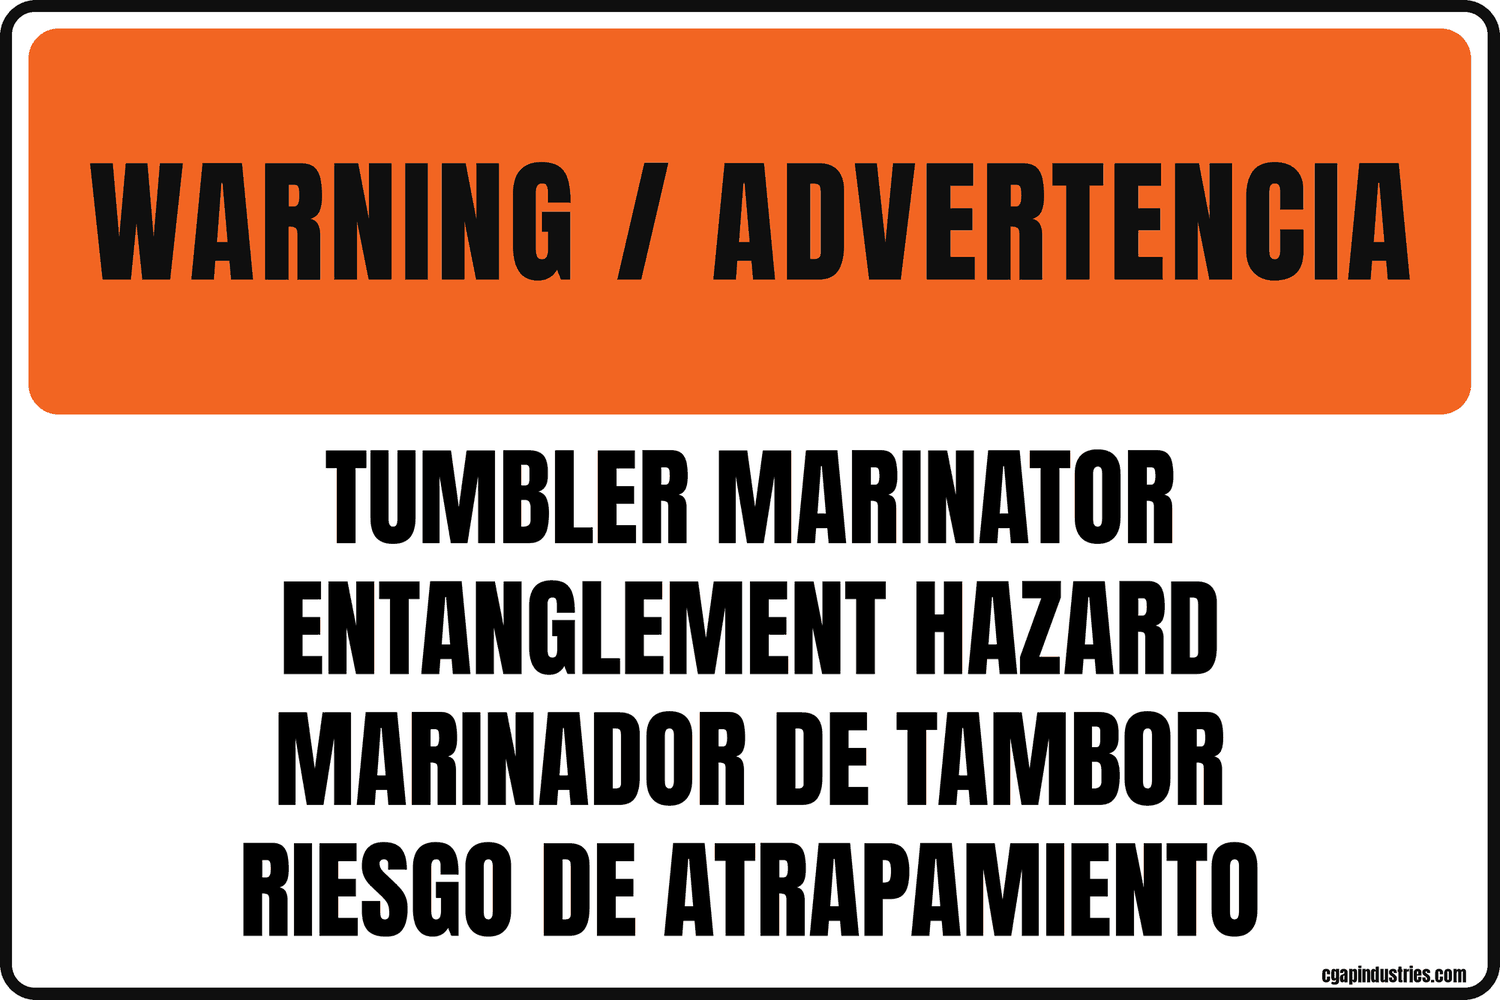 WARNING / ADVERTENCIA
TUMBLER MARINATOR
ENTANGLEMENT HAZARD
MARINADOR DE TAMBOR
RIESGO DE ATRAPAMIENTO
cgapindustries.com